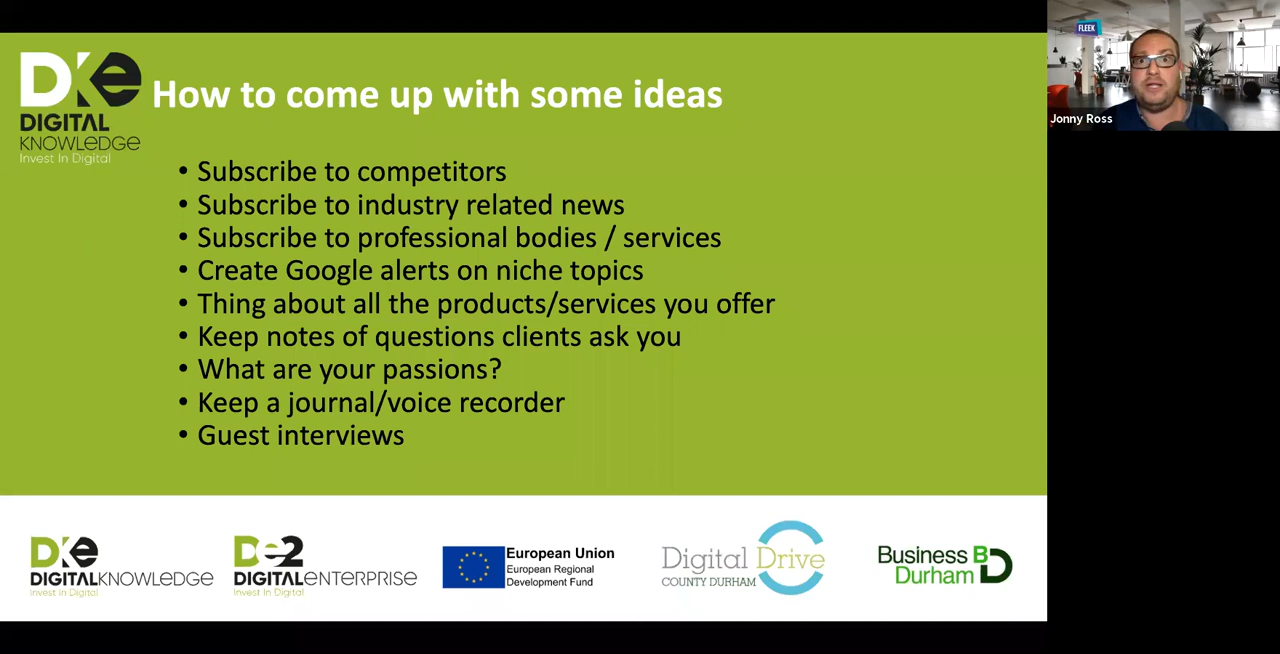 DKe
DIGITAL
KNOWLEDGE
Invest In Digital
How to come up with some ideas
• Subscribe to competitors
• Subscribe to industry related news
• Subscribe to professional bodies / services
• Create Google alerts on niche topics
• Thing about all the products/services you offer
• Keep notes of questions clients ask you
• What are your passions?
• Keep a journal/voice recorder
• Guest interviews
FLEEK
Jonny Ross
DKe
DIGITALKNOWLEDGE
Invest In Digital
De2
DIGITALENTERPRISE
Invest In Digital
European Union
European Regional
Development Fund
Digital Drive
COUNTY DURHAM
Business
Durham
BD